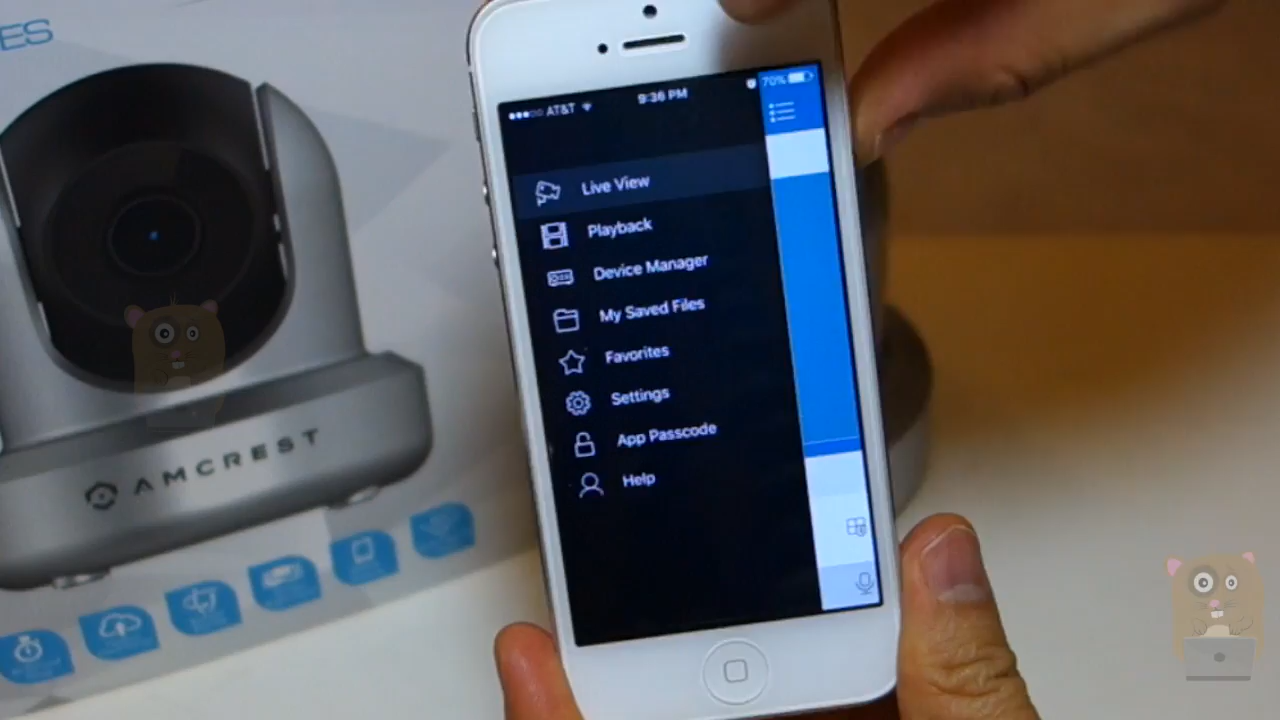 ES
AT&T
9:36 PM
70%
Live View
Playback
Device Manager
My Saved Files
Favorites
Settings
App Passcode
Help
AMCREST